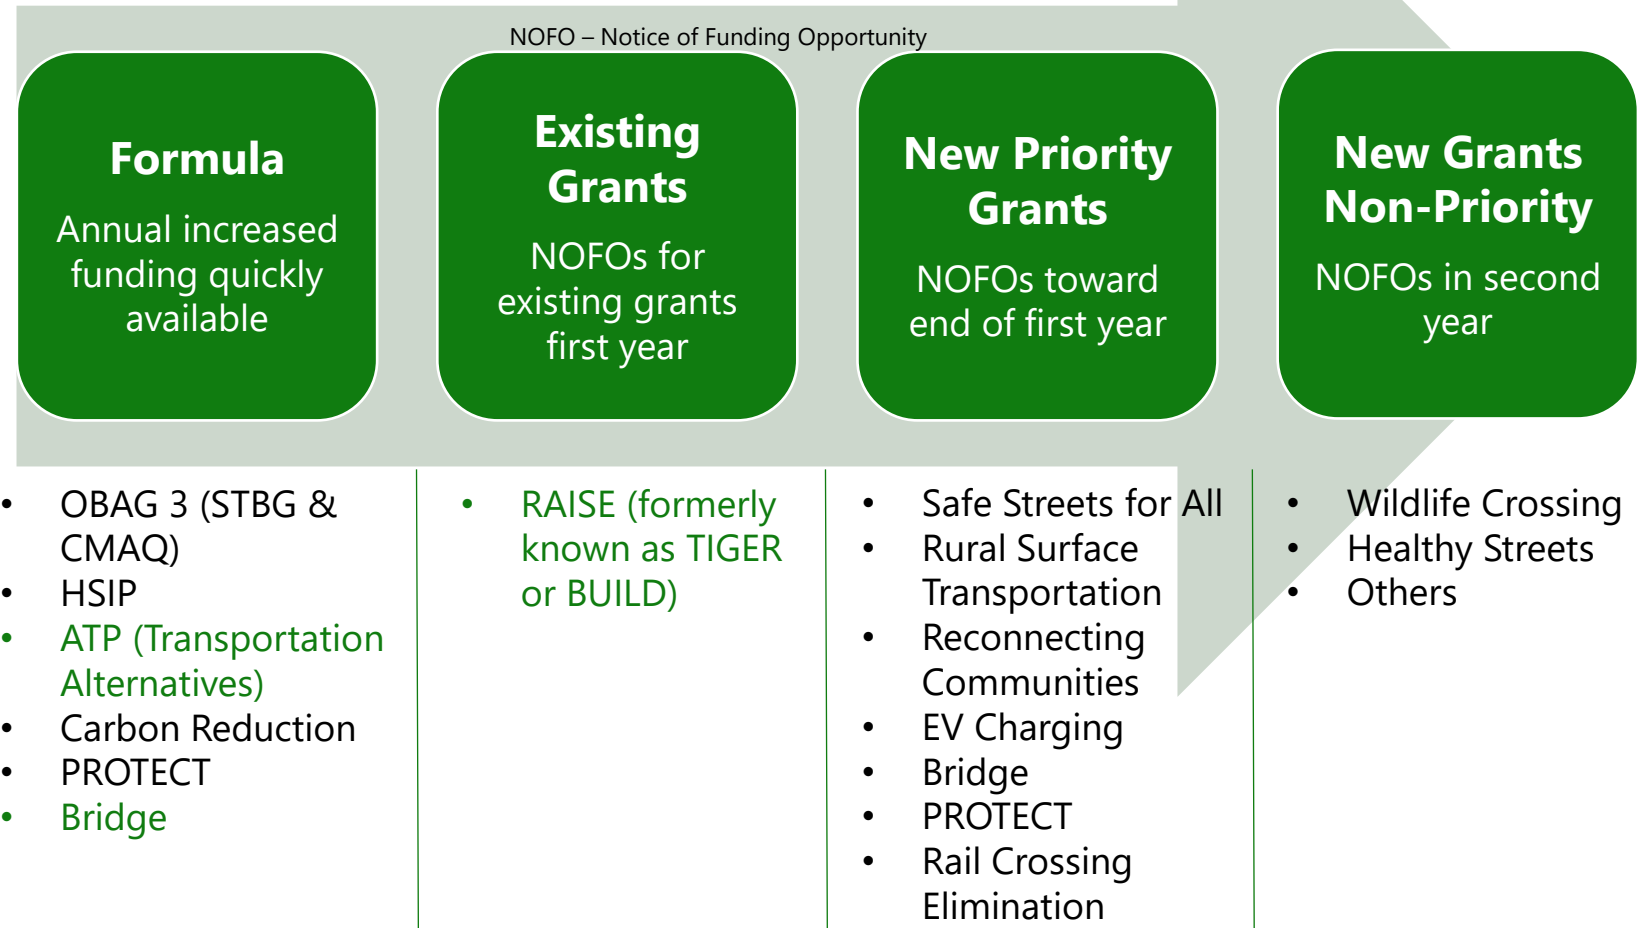 NOFO – Notice of Funding Opportunity
Formula
Annual increased
funding quickly
available
Existing
Grants
NOFOs for
existing grants
first year
New Priority
Grants
NOFOs toward
end of first year
New Grants
Non-Priority
NOFOs in second
year
• OBAG 3 (STBG &
CMAQ)
• HSIP
• ATP (Transportation
Alternatives)
• Carbon Reduction
• PROTECT
• Bridge
• RAISE (formerly
known as TIGER
or BUILD)
• Safe Streets for All
• Rural Surface
Transportation
• Reconnecting
Communities
• EV Charging
• Bridge
• PROTECT
• Rail Crossing
Elimination
• Wildlife Crossing
• Healthy Streets
• Others